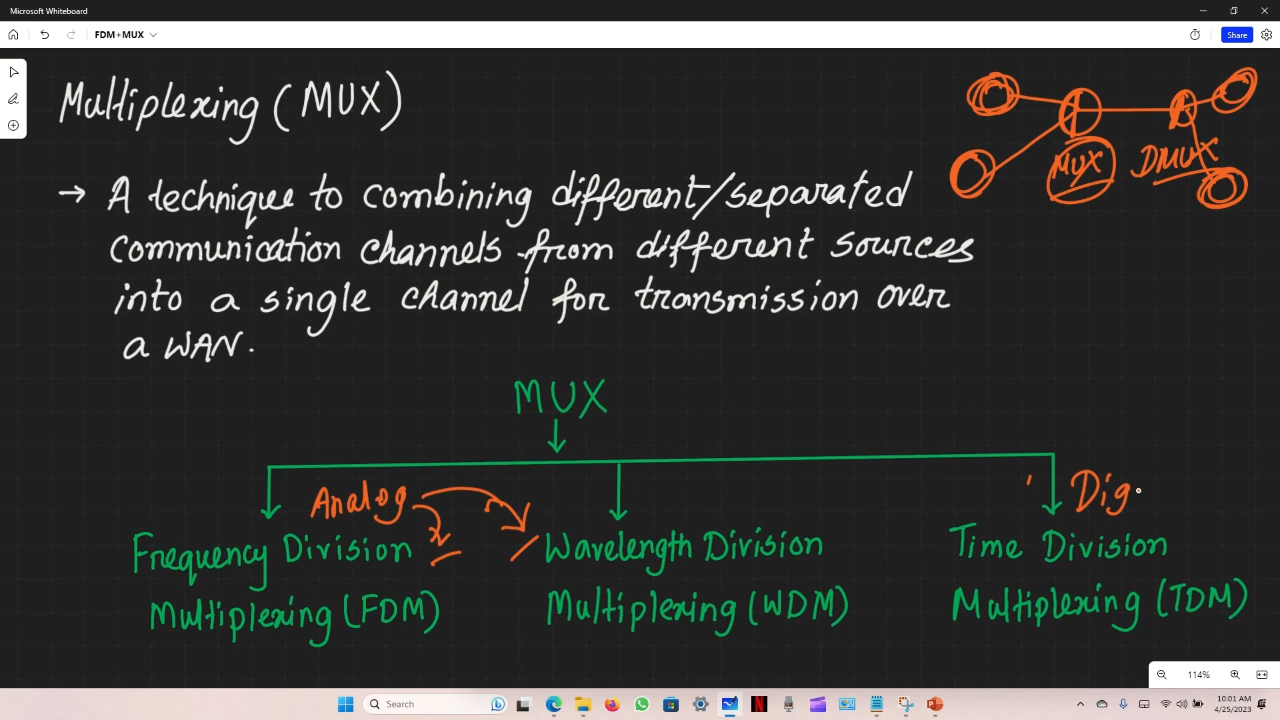 Microsoft Whiteboard
FDM+MUX
Share
Multiplexing (MUX)
MUX DMUX
→ A technique to combining different/separated
communication channels from different sources
into a single channel for transmission over
a WAN.
MUX
Analog
Dig
Frequency Division
Multiplexing (FDM)
Wavelength Division
Multiplexing (WDM)
Time Division
Multiplexing (TDM)
114%
Search
10:01 AM
4/25/2023